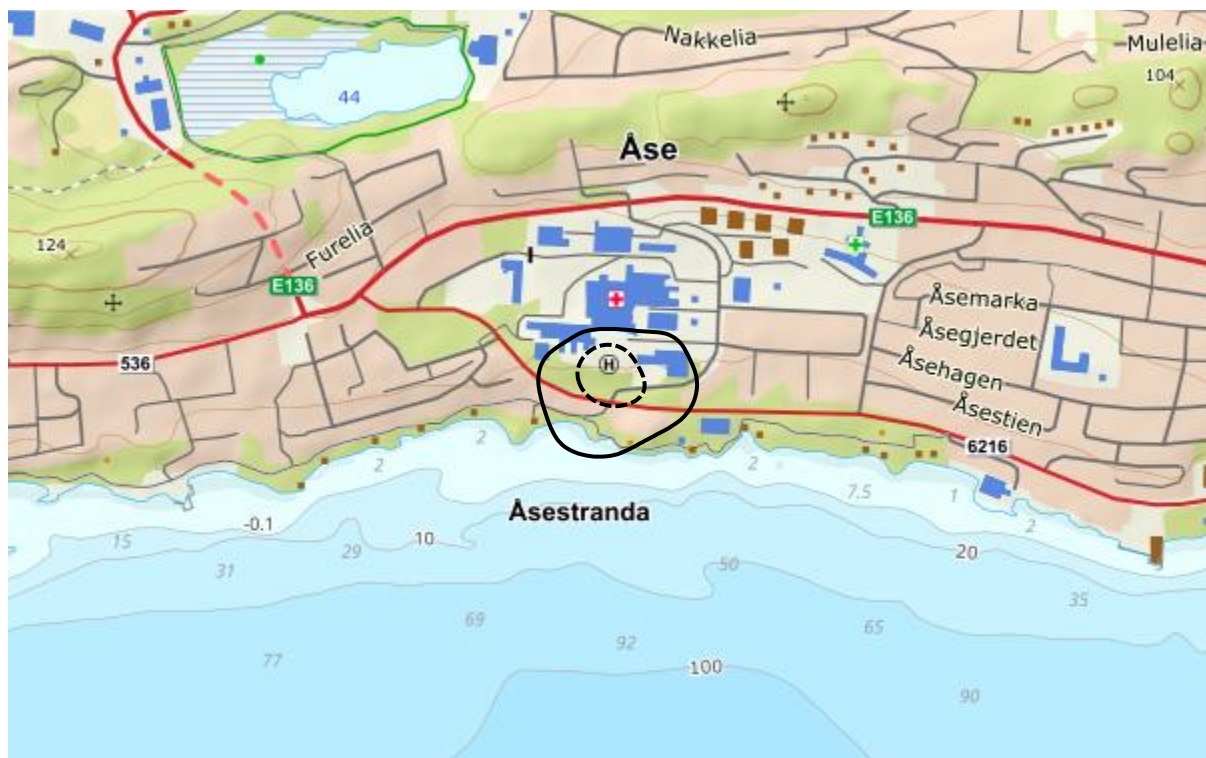 Nakkelia
Mulelia
104
44
Åse
E136
124
Furelia
E136
Åsemarka
536
Åsegjerdet
H
Åsehagen
Åsestien
6216
2
2
2
7.5
1
2
Åsestranda
-0.1
10
15
29
20
31
50
35
69
65
92
77
100
90